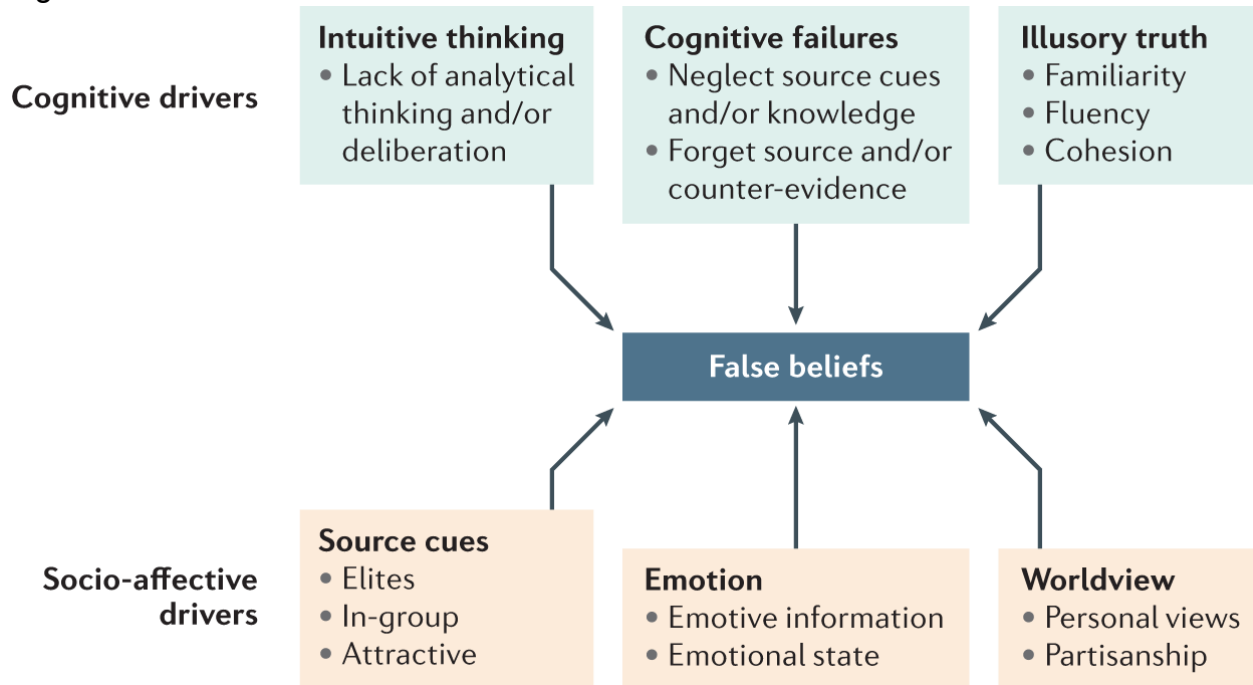 Cognitive drivers
Intuitive thinking
• Lack of analytical
thinking and/or
deliberation
Cognitive failures
• Neglect source cues
and/or knowledge
• Forget source and/or
counter-evidence
Illusory truth
• Familiarity
• Fluency
• Cohesion
False beliefs
Socio-affective
drivers
Source cues
• Elites
• In-group
• Attractive
Emotion
• Emotive information
• Emotional state
Worldview
• Personal views
• Partisanship